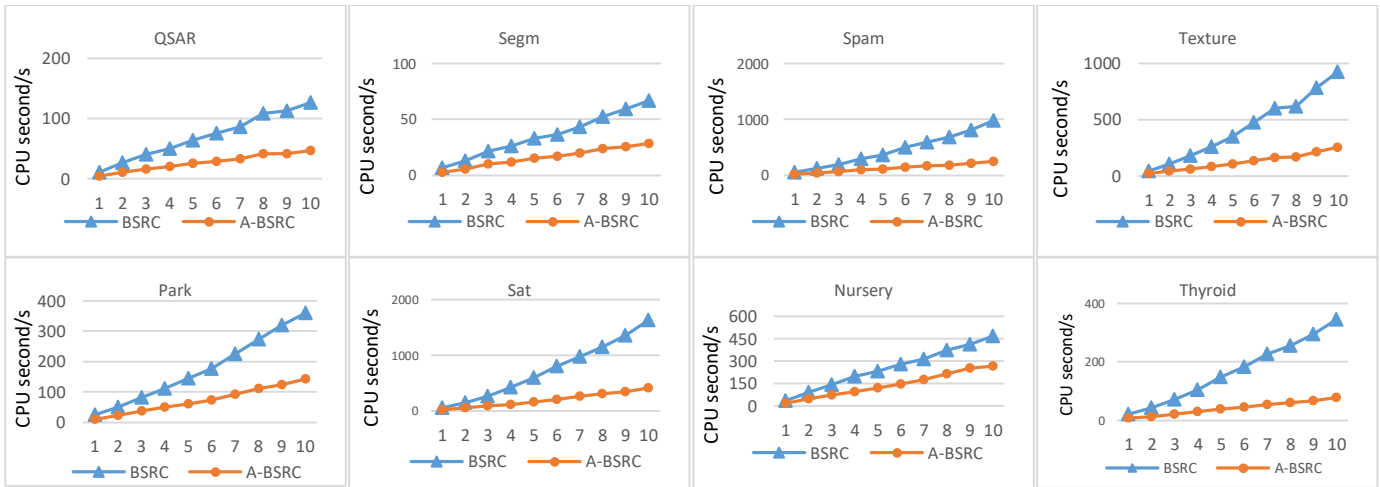 QSAR
CPU second/s
200
100
0
1 2 3 4 5 6 7 8 9 10
BSRC A-BSRC
Segm
CPU second/s
100
50
0
1 2 3 4 5 6 7 8 9 10
BSRC A-BSRC
Spam
CPU second/s
2000
1000
0
1 2 3 4 5 6 7 8 9 10
BSRC A-BSRC
Texture
CPU second/s
1000
500
0
1 2 3 4 5 6 7 8 9 10
BSRC A-BSRC
Park
CPU second/s
400
300
200
100
0
1 2 3 4 5 6 7 8 9 10
BSRC A-BSRC
Sat
CPU second/s
2000
1000
0
1 2 3 4 5 6 7 8 9 10
BSRC A-BSRC
Nursery
CPU second/s
600
450
300
150
0
1 2 3 4 5 6 7 8 9 10
BSRC A-BSRC
Thyroid
CPU second/s
400
200
0
1 2 3 4 5 6 7 8 9 10
BSRC A-BSRC